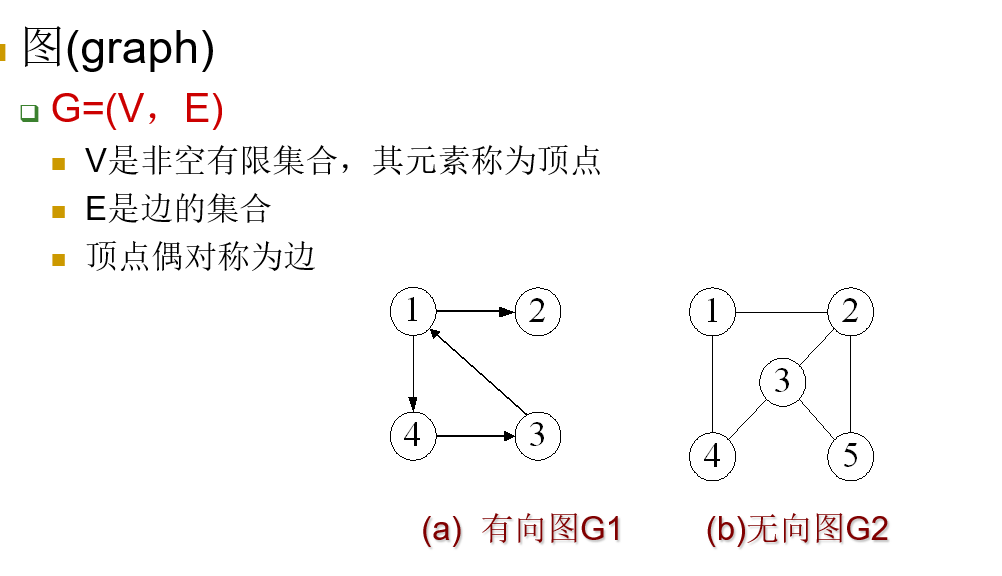 图(graph)
G=(V，E)
V是非空有限集合，其元素称为顶点
E是边的集合
顶点偶对称为边
1 2
4 3
1 2
3
4 5
(a) 有向图G1
(b)无向图G2